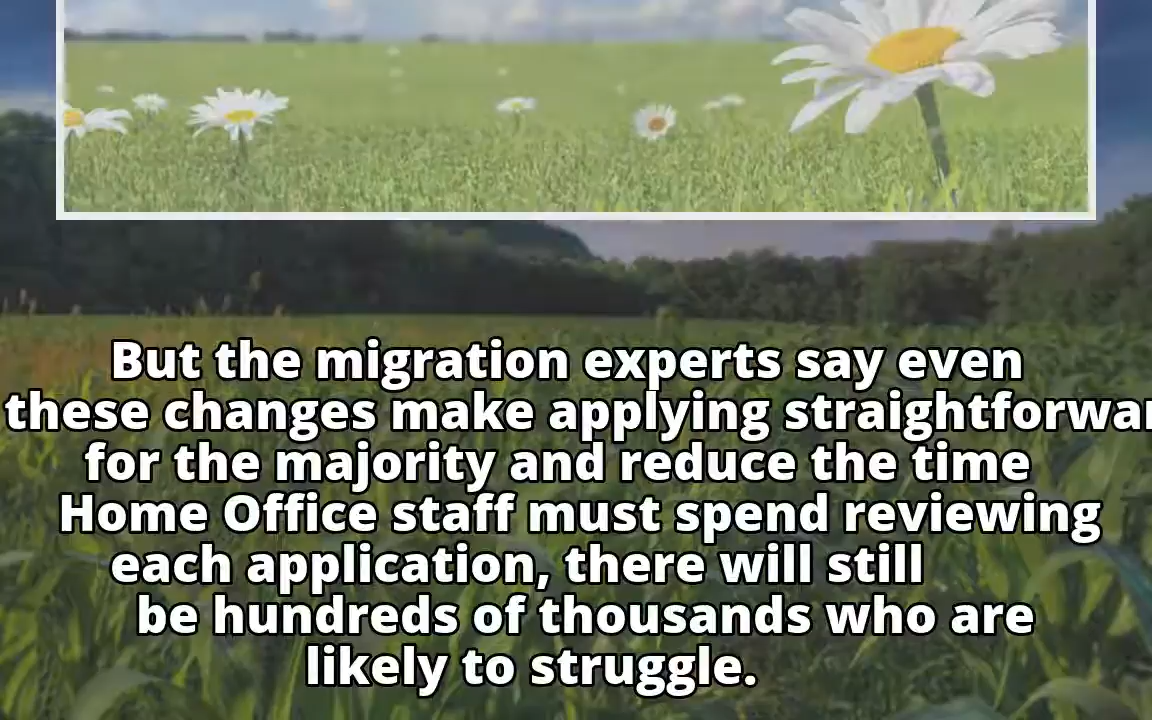 But the migration experts say even
these changes make applying straightforwar
for the majority and reduce the time
Home Office staff must spend reviewing
each application, there will still
be hundreds of thousands who are
likely to struggle.